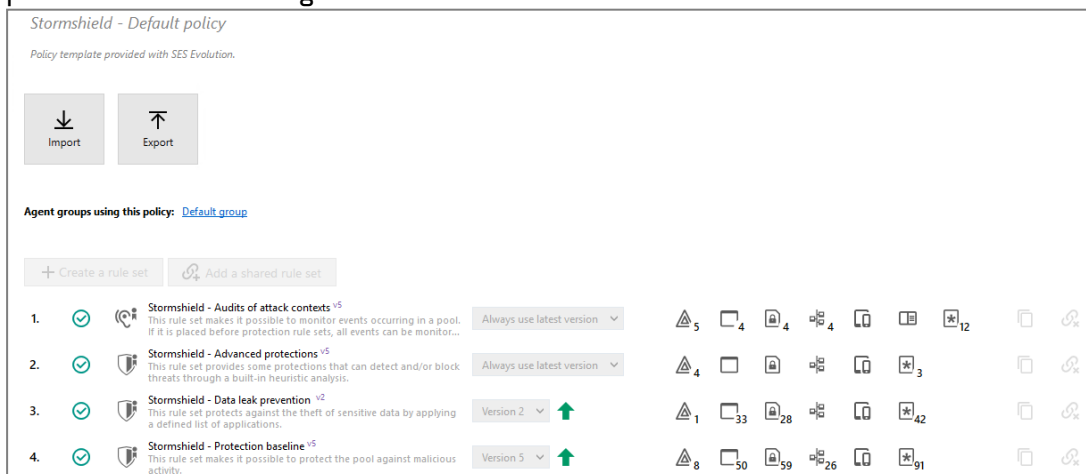 Stormshield - Default policy
Policy template provided with SES Evolution.
Import
Export
Agent groups using this policy: Default group
+ Create a rule set
Add a shared rule set
1.
Stormshield - Audits of attack contexts v5
This rule set makes it possible to monitor events occurring in a pool.
If it is placed before protection rule sets, all events can be monitor...
Always use latest version
5
4
4
4
12
2.
Stormshield - Advanced protections v5
This rule set provides some protections that can detect and/or block
threats through a built-in heuristic analysis.
Always use latest version
4
3
3.
Stormshield - Data leak prevention v2
This rule set protects against the theft of sensitive data by applying
a defined list of applications.
Version 2
1
33
28
42
4.
Stormshield - Protection baseline v5
This rule set makes it possible to protect the pool against malicious
activity.
Version 5
8
50
59
26
91